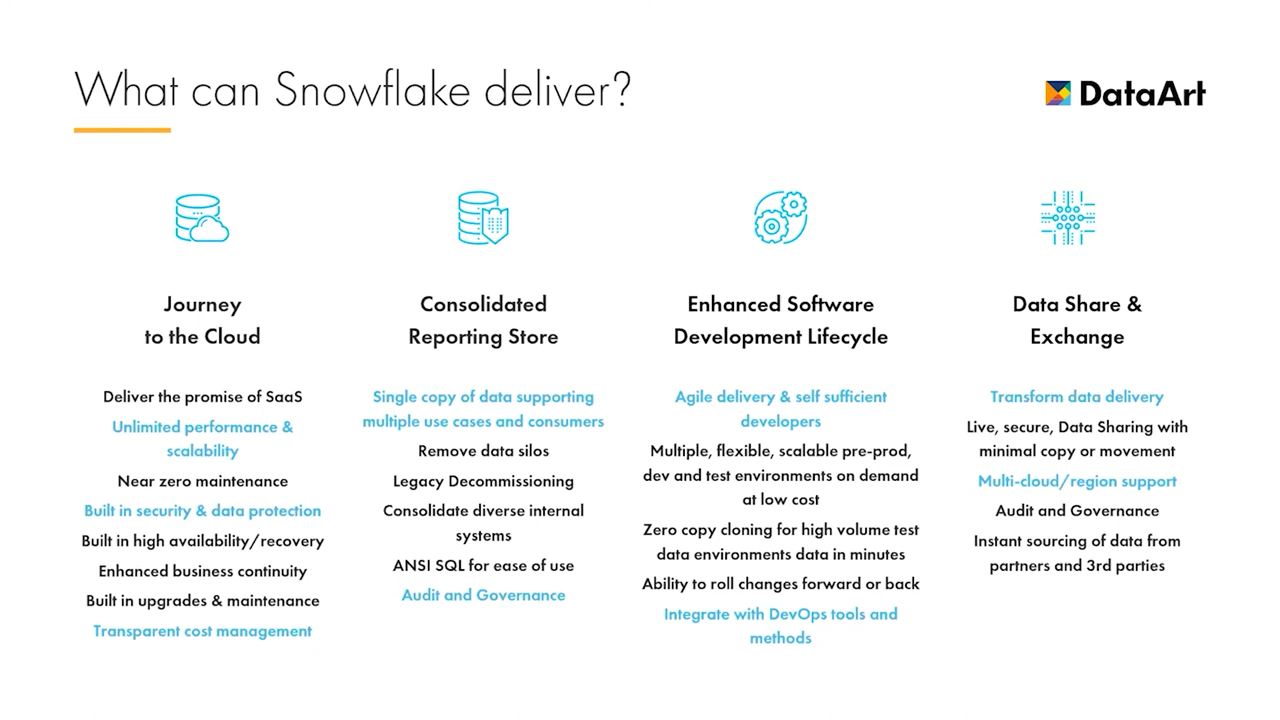 What can Snowflake deliver?
DataArt
Journey
to the Cloud
Deliver the promise of SaaS
Unlimited performance &
scalability
Near zero maintenance
Built in security & data protection
Built in high availability/recovery
Enhanced business continuity
Built in upgrades & maintenance
Transparent cost management
Consolidated
Reporting Store
Single copy of data supporting
multiple use cases and consumers
Remove data silos
Legacy Decommissioning
Consolidate diverse internal
systems
ANSI SQL for ease of use
Audit and Governance
Enhanced Software
Development Lifecycle
Agile delivery & self sufficient
developers
Multiple, flexible, scalable pre-prod,
dev and test environments on demand
at low cost
Zero copy cloning for high volume test
data environments data in minutes
Ability to roll changes forward or back
Integrate with DevOps tools and
methods
Data Share &
Exchange
Transform data delivery
Live, secure, Data Sharing with
minimal copy or movement
Multi-cloud/region support
Audit and Governance
Instant sourcing of data from
partners and 3rd parties